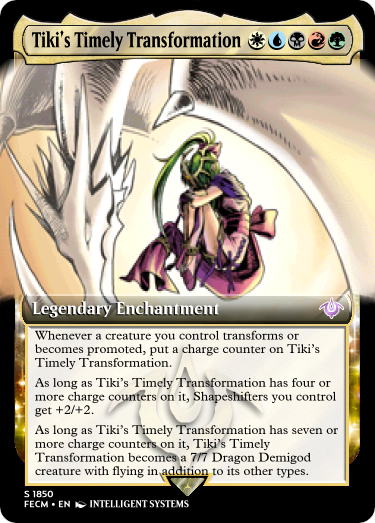 Tiki's Timely Transformation
Legendary Enchantment
Whenever a creature you control transforms or
becomes promoted, put a charge counter on Tiki's
Timely Transformation.
As long as Tiki's Timely Transformation has four or
more charge counters on it, Shapeshifters you control
get +2/+2.
As long as Tiki's Timely Transformation has seven or
more charge counters on it, Tiki's Timely
Transformation becomes a 7/7 Dragon Demigod
creature with flying in addition to its other types.
S 1850
FECM • EN INTELLIGENT SYSTEMS